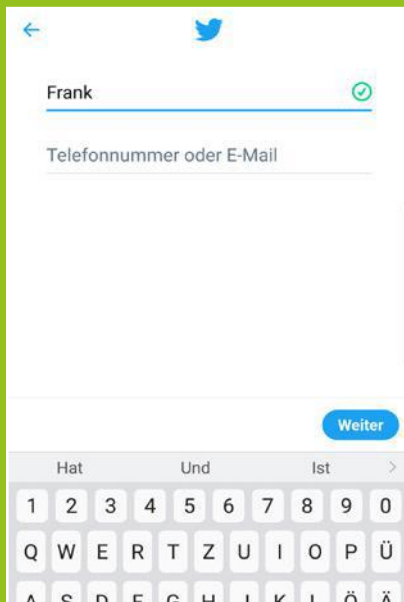 Frank
Telefonnummer oder E-Mail
Weiter
Hat Und Ist
1 2 3 4 5 6 7 8 9 0
Q W E R T Z U I O P Ü
A S D F G H J K L Ö Ä